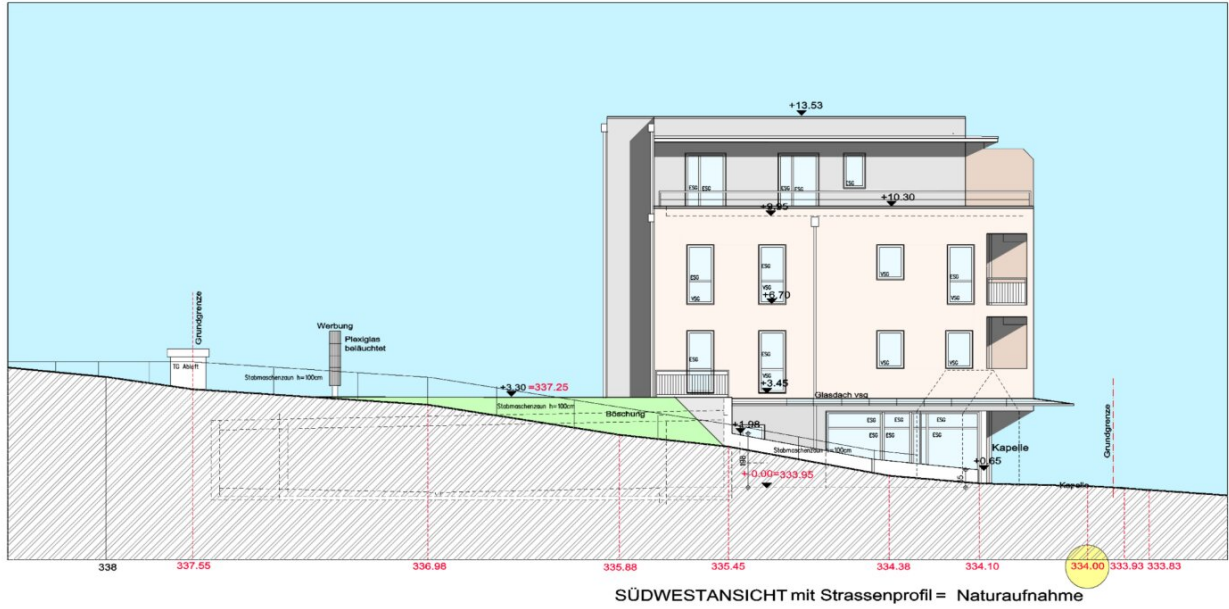 +13.53
ESG ESG
ESG
ESG
+10.30
+9.95
Grundgrenze
ESG
VSG
ESG
VSG
VSG
ESG
VSG
+6.70
Werbung
Plexiglas
beläuchtet
TG Abluft
Stabmaschenzaun h=100cm
ESG
VSG
ESG
VSG
VSG
VSG
+3.30 =337.25
+3.45
Glasdach vsg
Stabmaschenzaun h=100cm
Böschung
ESG ESG ESG
ESG ESG ESG
+1.98
198
Stabmaschenzaun h=100cm
Kapelle
Grundgrenze
+0.65
+-0.00=333.95
Kapelle
338
337.55
336.98
335.88
335.45
334.38
334.10
334.00
333.93
333.83
SÜDWESTANSICHT mit Strassenprofil = Naturaufnahme